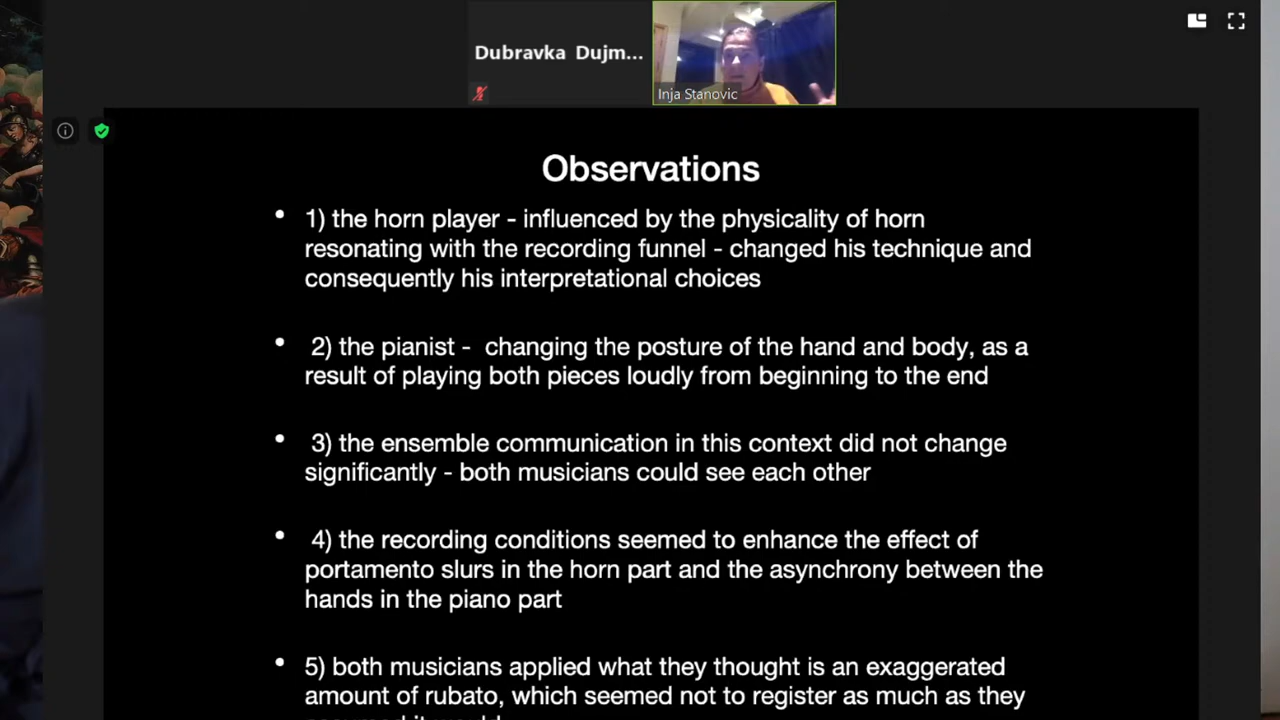 Dubravka Dujm...
Inja Stanovic
Observations
• 1) the horn player - influenced by the physicality of horn
resonating with the recording funnel - changed his technique and
consequently his interpretational choices
• 2) the pianist - changing the posture of the hand and body, as a
result of playing both pieces loudly from beginning to the end
• 3) the ensemble communication in this context did not change
significantly - both musicians could see each other
• 4) the recording conditions seemed to enhance the effect of
portamento slurs in the horn part and the asynchrony between the
hands in the piano part
• 5) both musicians applied what they thought is an exaggerated
amount of rubato, which seemed not to register as much as they